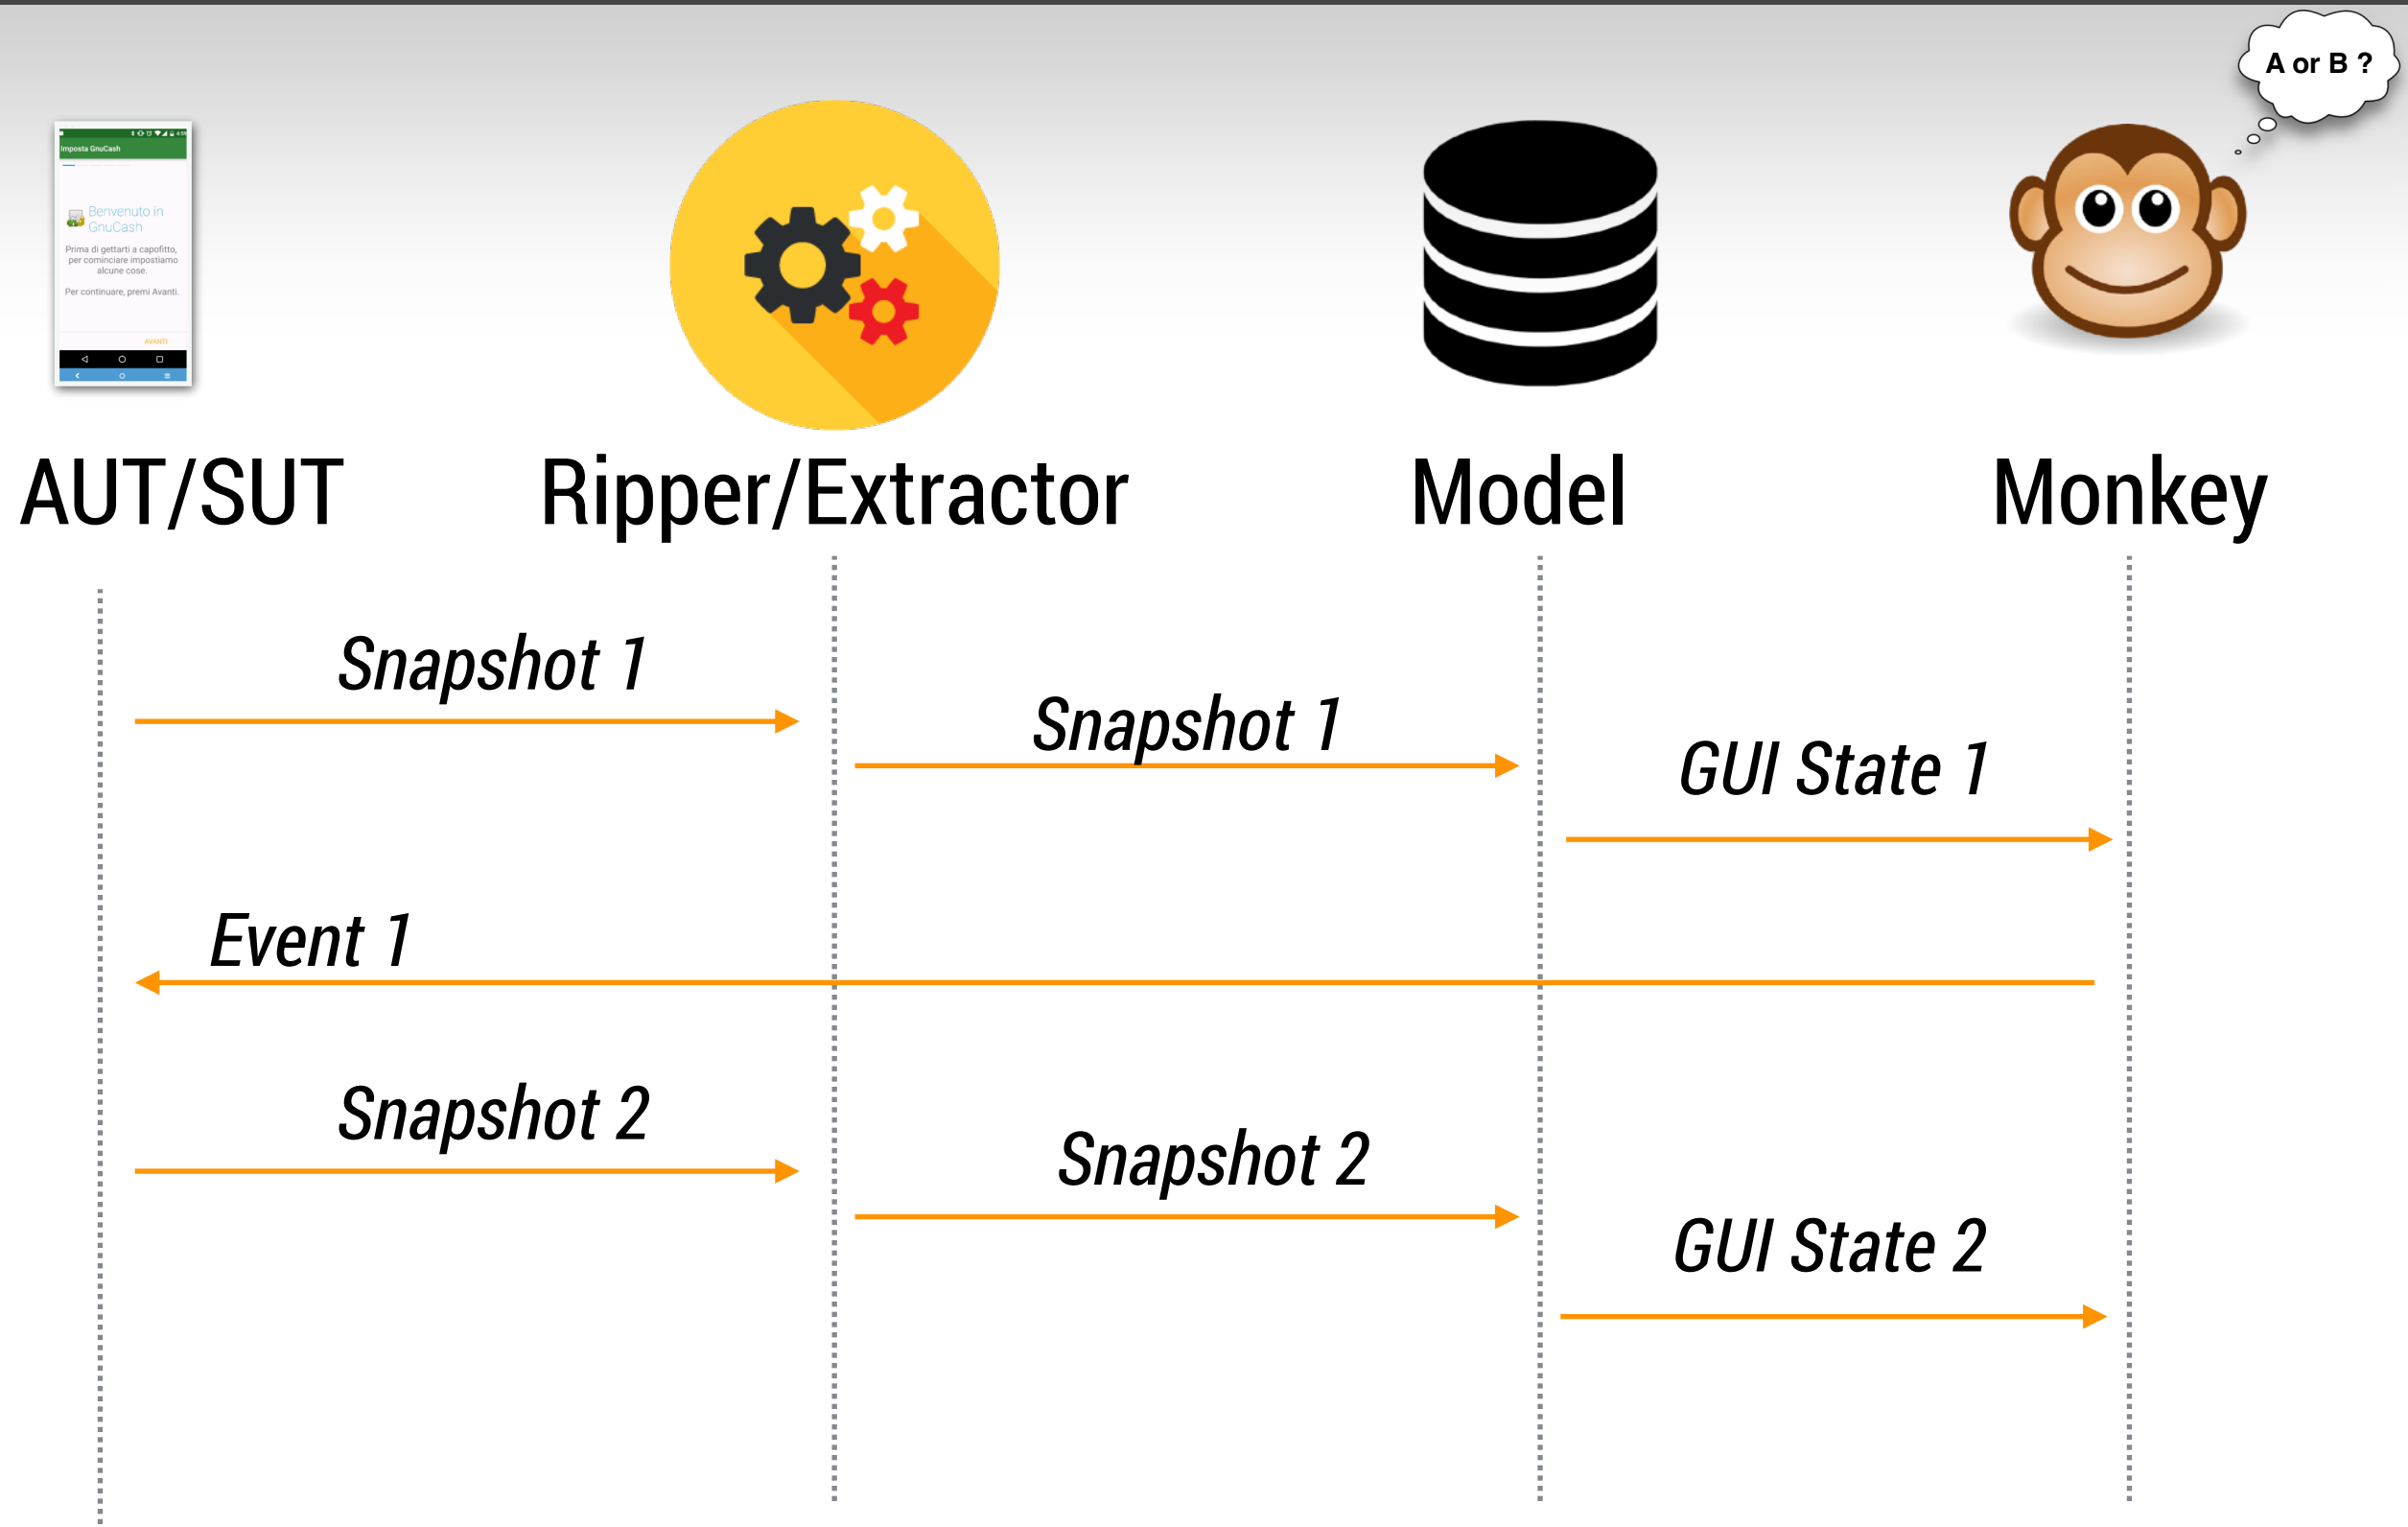 A or B ?
4:59
Imposta GnuCash
Benvenuto in
GnuCash
Prima di gettarti a capofitto,
per cominciare impostiamo
alcune cose.
Per continuare, premi Avanti.
AVANTI
AUT/SUT
Ripper/Extractor
Model
Monkey
Snapshot 1
Snapshot 1
GUI State 1
Event 1
Snapshot 2
Snapshot 2
GUI State 2